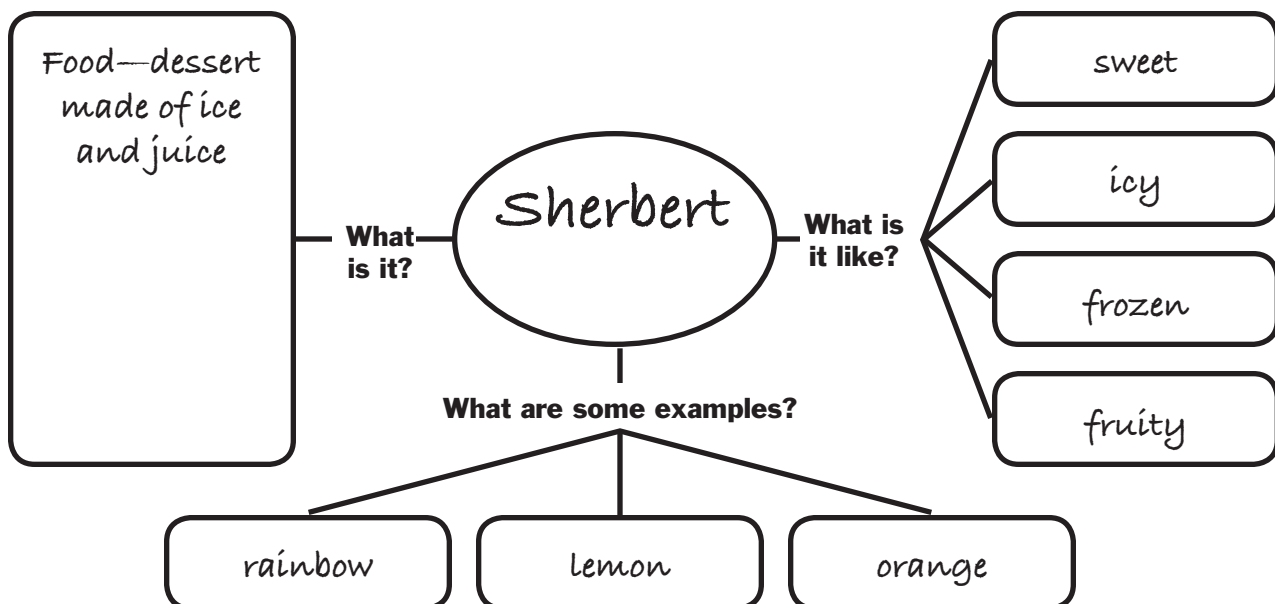 Food—dessert
made of ice
and juice
What
is it?
Sherbert
What is
it like?
sweet
icy
frozen
fruity
What are some examples?
rainbow
lemon
orange